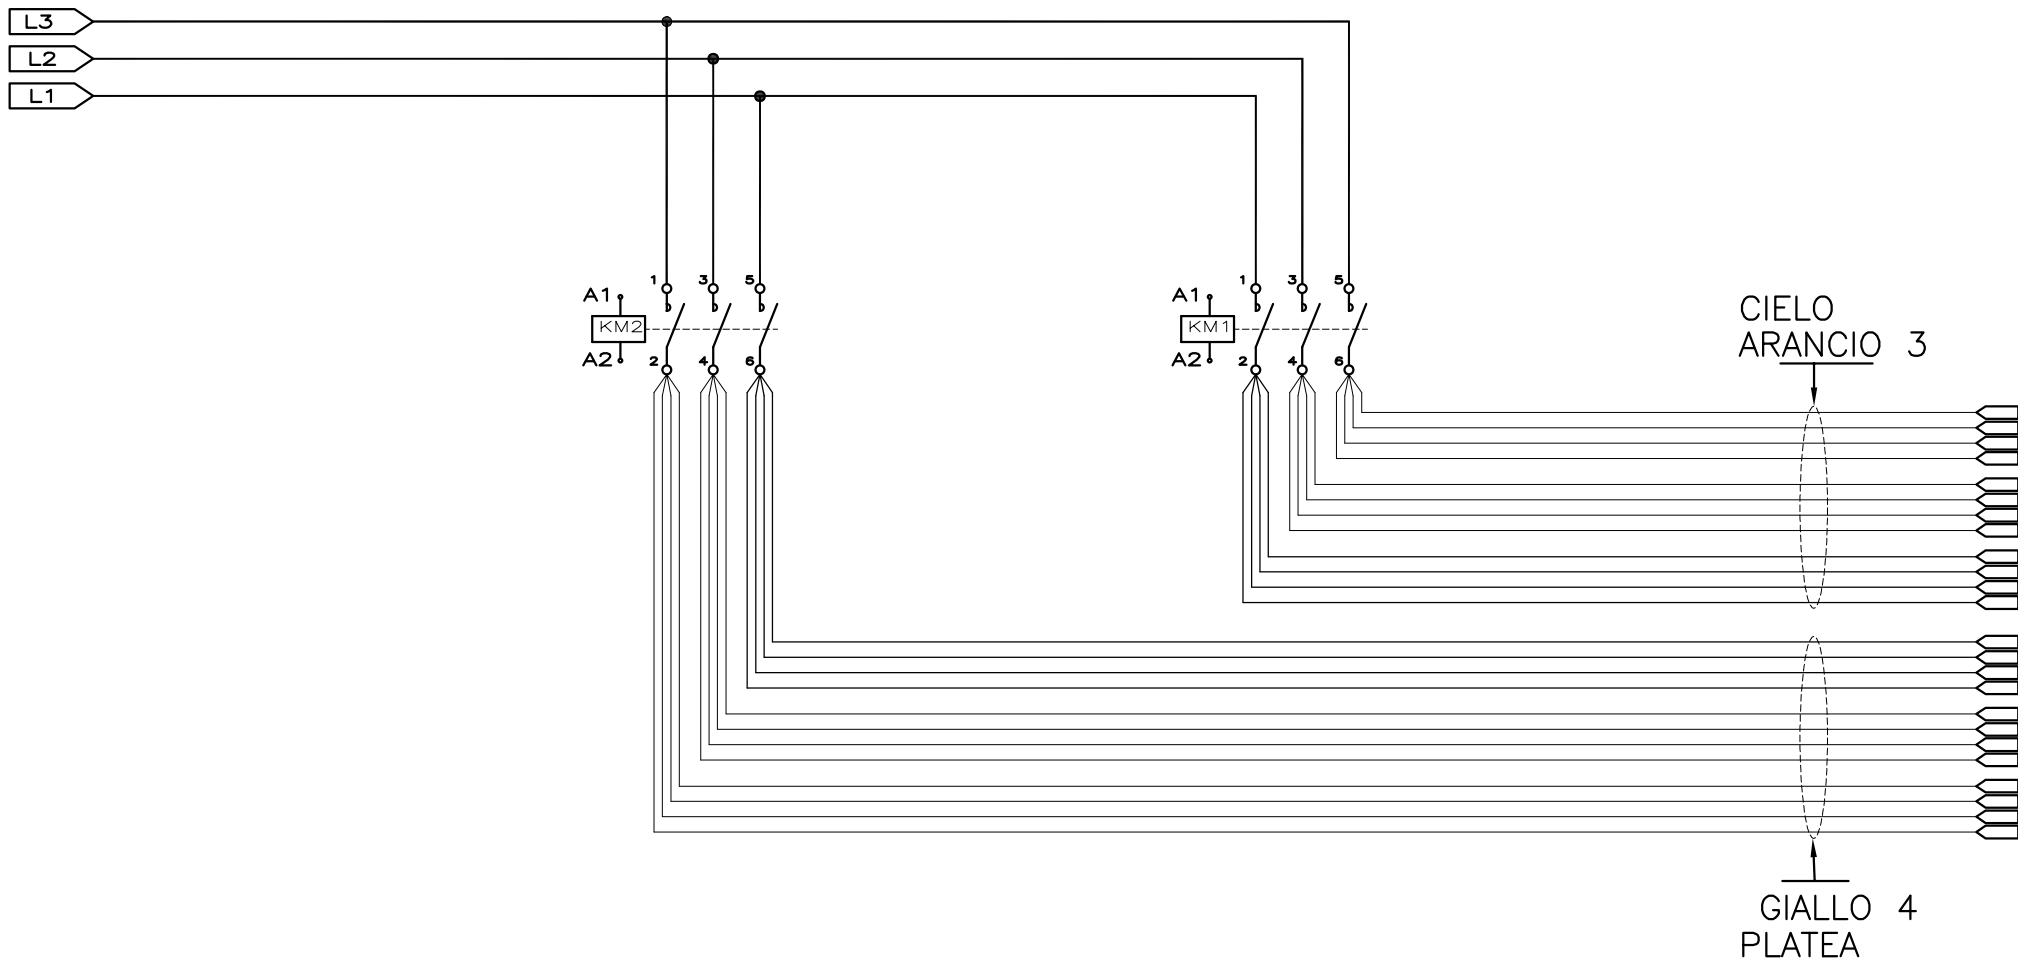 L3
L2
L1
1 3 5
A1
KM2
A2
2 4 6
1 3 5
A1
KM1
A2
2 4 6
CIELO
ARANCIO 3
GIALLO 4
PLATEA